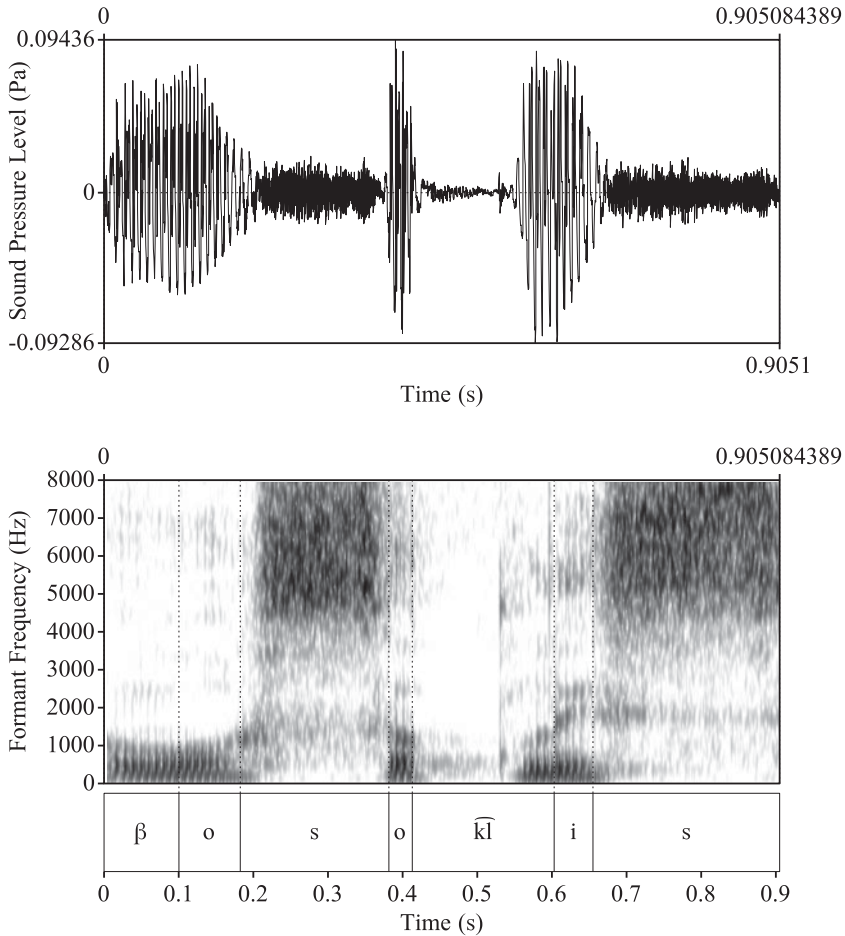 0 0.905084389
0.09436
Sound Pressure Level (Pa)
0
-0.09286
0 0.9051
Time (s)
0 0.905084389
8000
7000
6000
5000
4000
3000
2000
1000
0
Formant Frequency (Hz)
β o s o k͡l i s
0 0.1 0.2 0.3 0.4 0.5 0.6 0.7 0.8 0.9
Time (s)